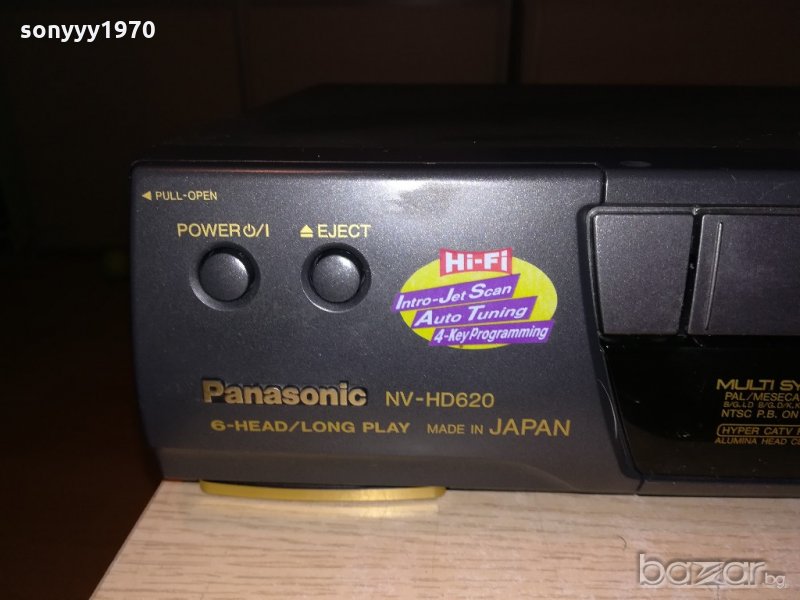 sonyyy1970
◄ PULL-OPEN
POWER ⏻/I
⏏ EJECT
Hi-Fi
Intro-Jet Scan
Auto Tuning
4-Key Programming
Panasonic NV-HD620
6-HEAD/LONG PLAY MADE IN JAPAN
MULTI
PAL/MESECA
NTSC P.B. ON
HYPER CATV
ALUMINA HEAD
bazar.bg